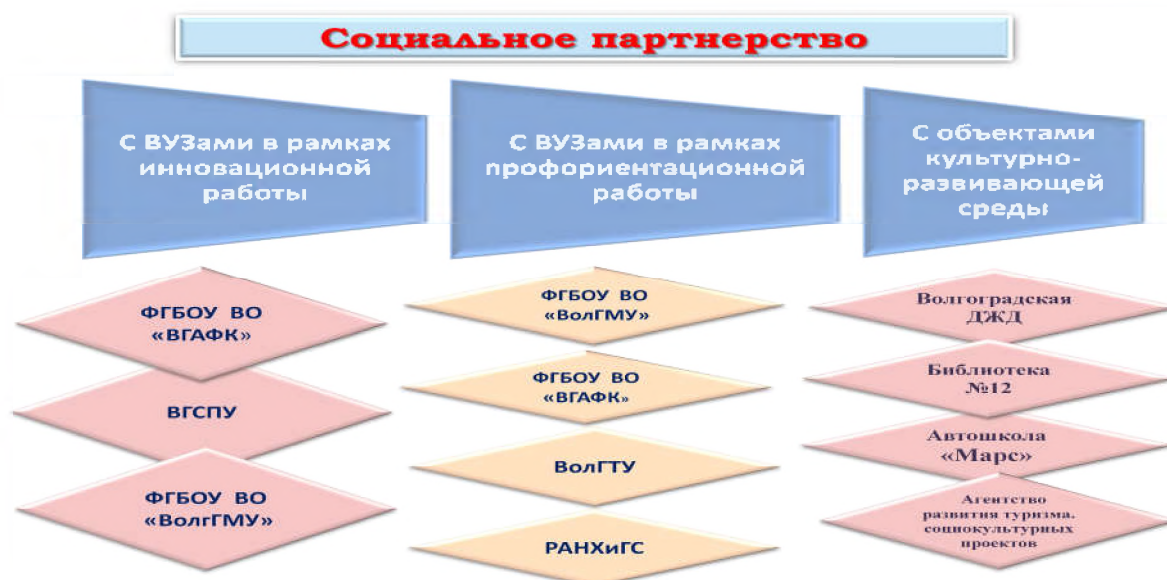 Социальное партнерство
С ВУЗами в рамках
инновационной
работы
ФГБОУ ВО
«ВГАФК»
ВГСПУ
ФГБОУ ВО
«ВолгГМУ»
С ВУЗами в рамках
профориентационной
работы
ФГБОУ ВО
«ВолГМУ»
ФГБОУ ВО
«ВГАФК»
ВолГТУ
РАНХиГС
С объектами
культурно-
развивающей
среды
Волгоградская
ДЖД
Библиотека
№12
Автошкола
«Марс»
Агентство
развития туризма.
социокультурных
проектов